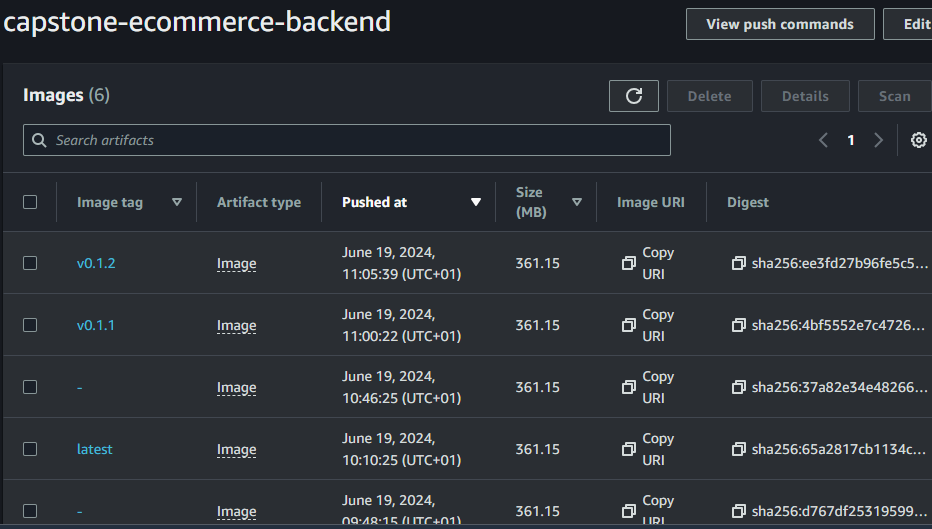 capstone-ecommerce-backend
View push commands
Edit
Images (6)
Delete
Details
Scan
Search artifacts
1
Image tag
Artifact type
Pushed at
Size
(MB)
Image URI
Digest
v0.1.2
Image
June 19, 2024,
11:05:39 (UTC+01)
361.15
Copy
URI
sha256:ee3fd27b96fe5c5...
v0.1.1
Image
June 19, 2024,
11:00:22 (UTC+01)
361.15
Copy
URI
sha256:4bf5552e7c4726...
-
Image
June 19, 2024,
10:46:25 (UTC+01)
361.15
Copy
URI
sha256:37a82e34e48266...
latest
Image
June 19, 2024,
10:10:25 (UTC+01)
361.15
Copy
URI
sha256:65a2817cb1134c...
-
Image
June 19, 2024,
09:48:15 (UTC+01)
361.15
Copy
URI
sha256:d767df25319599...